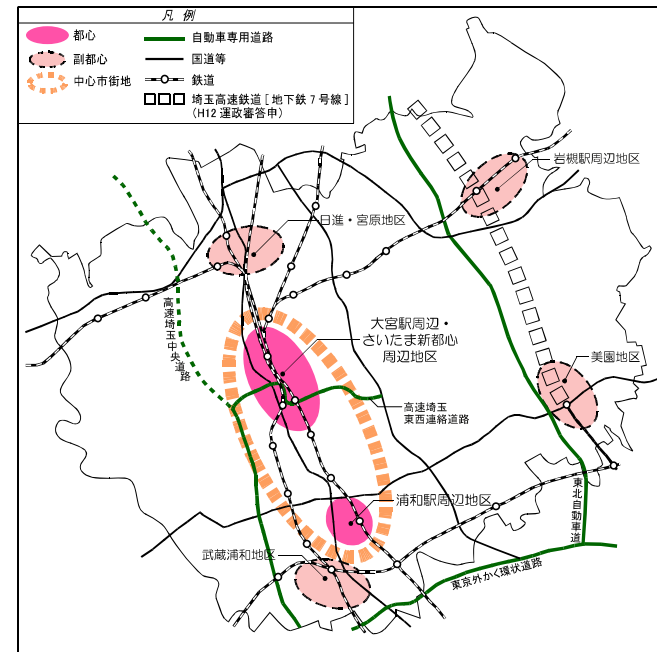 凡 例
都心
副都心
中心市街地
自動車専用道路
国道等
鉄道
埼玉高速鉄道［地下鉄７号線］
（H12運政審答申）
岩槻駅周辺地区
日進・宮原地区
高速埼玉中央道路
大宮駅周辺・
さいたま新都心
周辺地区
美園地区
高速埼玉
東西連絡道路
浦和駅周辺地区
東北自動車道
武蔵浦和地区
東京外かく環状道路